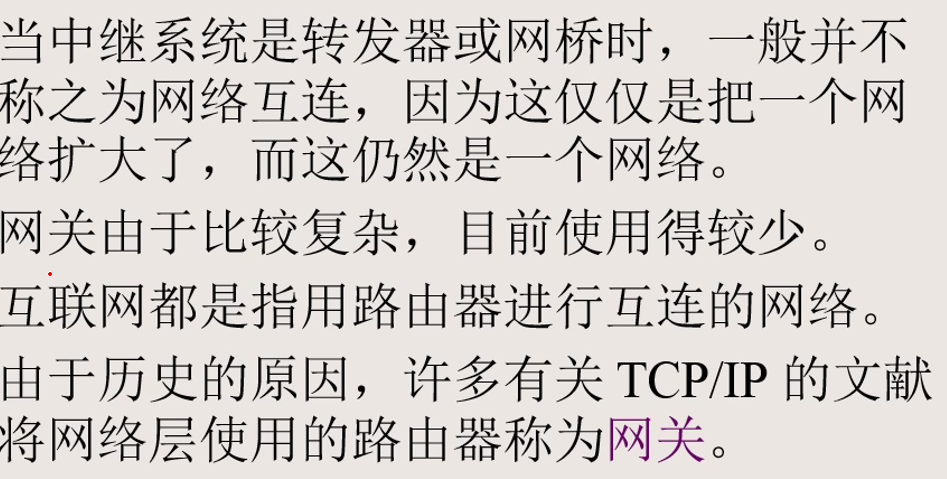 当中继系统是转发器或网桥时，一般并不
称之为网络互连，因为这仅仅是把一个网
络扩大了，而这仍然是一个网络。
网关由于比较复杂，目前使用得较少。
互联网都是指用路由器进行互连的网络。
由于历史的原因，许多有关 TCP/IP 的文献
将网络层使用的路由器称为网关。